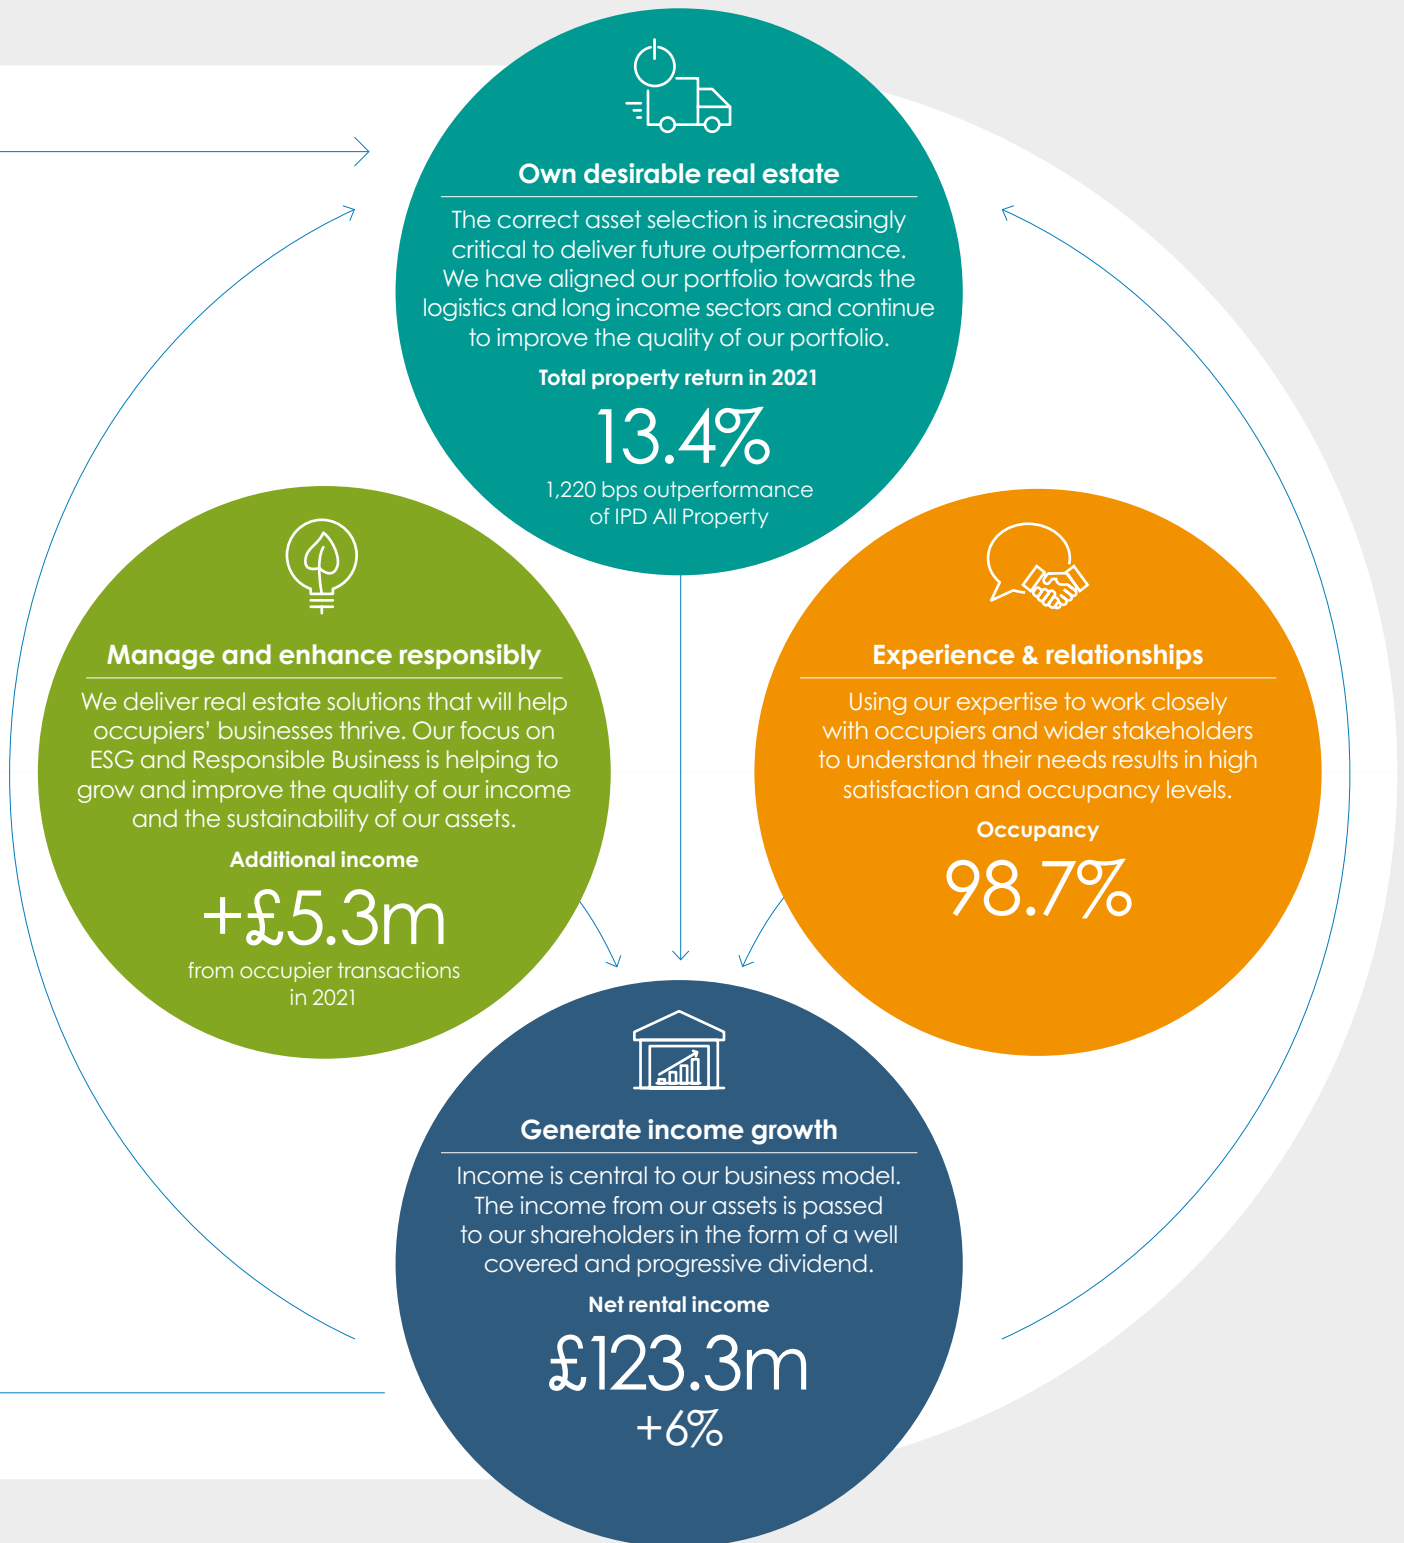 Own desirable real estate
The correct asset selection is increasingly
critical to deliver future outperformance.
We have aligned our portfolio towards the
logistics and long income sectors and continue
to improve the quality of our portfolio.
Total property return in 2021
13.4%
1,220 bps outperformance
of IPD All Property
Manage and enhance responsibly
We deliver real estate solutions that will help
occupiers’ businesses thrive. Our focus on
ESG and Responsible Business is helping to
grow and improve the quality of our income
and the sustainability of our assets.
Additional income
+£5.3m
from occupier transactions
in 2021
Experience & relationships
Using our expertise to work closely
with occupiers and wider stakeholders
to understand their needs results in high
satisfaction and occupancy levels.
Occupancy
98.7%
Generate income growth
Income is central to our business model.
The income from our assets is passed
to our shareholders in the form of a well
covered and progressive dividend.
Net rental income
£123.3m
+6%